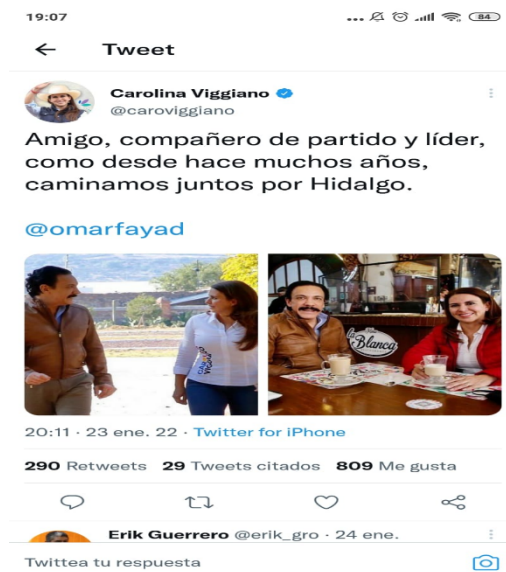 19:07
84
Tweet
Carolina Viggiano
@caroviggiano
Amigo, compañero de partido y líder,
como desde hace muchos años,
caminamos juntos por Hidalgo.
@omarfayad
la
Blanca
20:11 · 23 ene. 22 · Twitter for iPhone
290 Retweets 29 Tweets citados 809 Me gusta
Erik Guerrero @erik_gro · 24 ene.
Twittea tu respuesta